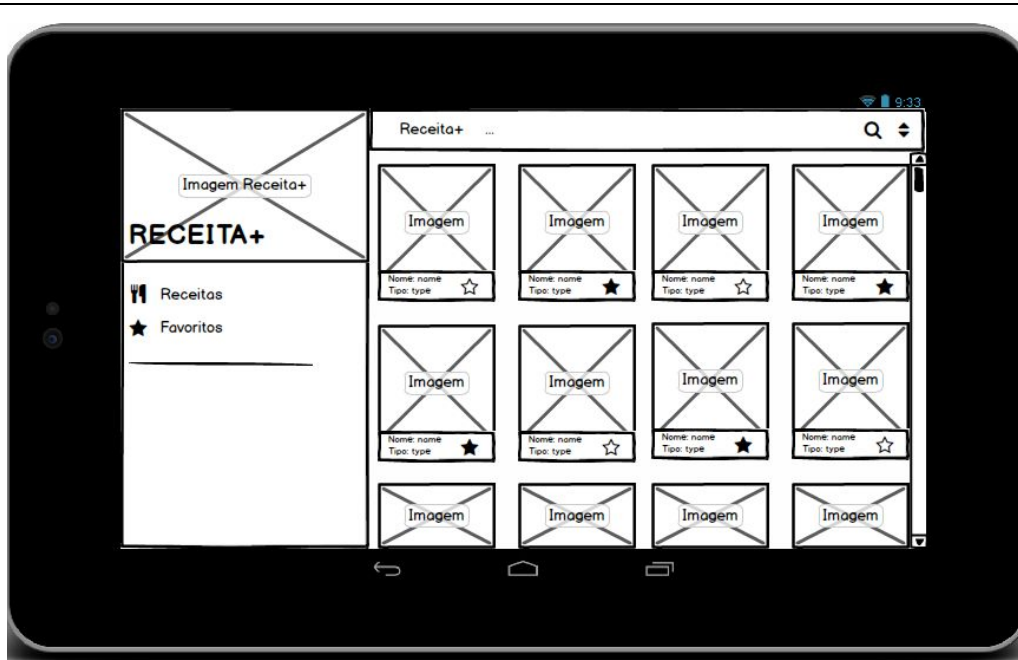 9:33
Imagem Receita+
RECEITA+
Receitas
Favoritos
Receita+ ...
Imagem
Imagem
Imagem
Imagem
Nome: name
Tipo: type
Nome: name
Tipo: type
Nome: name
Tipo: type
Nome: name
Tipo: type
Imagem
Imagem
Imagem
Imagem
Nome: name
Tipo: type
Nome: name
Tipo: type
Nome: name
Tipo: type
Nome: name
Tipo: type
Imagem
Imagem
Imagem
Imagem